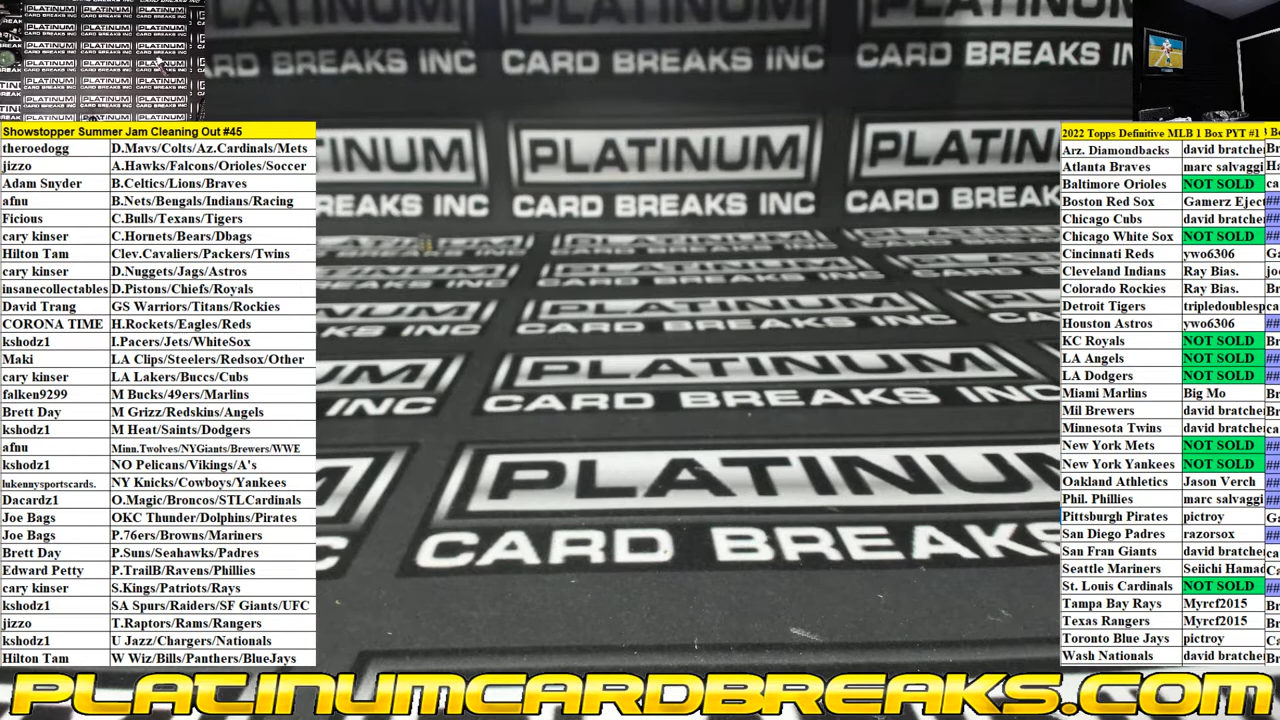 PLATINUM
CARD BREAKS INC
Showstopper Summer Jam Cleaning Out #45
theroedogg D.Mavs/Colts/Az.Cardinals/Mets
jizzo A.Hawks/Falcons/Orioles/Soccer
Adam Snyder B.Celtics/Lions/Braves
afnu B.Nets/Bengals/Indians/Racing
Ficious C.Bulls/Texans/Tigers
cary kinser C.Hornets/Bears/Dbags
Hilton Tam Clev.Cavaliers/Packers/Twins
cary kinser D.Nuggets/Jags/Astros
insanecollectables D.Pistons/Chiefs/Royals
David Trang GS Warriors/Titans/Rockies
CORONA TIME H.Rockets/Eagles/Reds
kshodz1 I.Pacers/Jets/WhiteSox
Maki LA Clips/Steelers/Redsox/Other
cary kinser LA Lakers/Buccs/Cubs
falken9299 M Bucks/49ers/Marlins
Brett Day M Grizz/Redskins/Angels
kshodz1 M Heat/Saints/Dodgers
afnu Minn.Twolves/NYGiants/Brewers/WWE
kshodz1 NO Pelicans/Vikings/A's
lukennysportscards. NY Knicks/Cowboys/Yankees
Dacardz1 O.Magic/Broncos/STLCardinals
Joe Bags OKC Thunder/Dolphins/Pirates
Joe Bags P.76ers/Browns/Mariners
Brett Day P.Suns/Seahawks/Padres
Edward Petty P.TrailB/Ravens/Phillies
cary kinser S.Kings/Patriots/Rays
kshodz1 SA Spurs/Raiders/SF Giants/UFC
jizzo T.Raptors/Rams/Rangers
kshodz1 U Jazz/Chargers/Nationals
Hilton Tam W Wiz/Bills/Panthers/BlueJays
PLATINUM
CARD BREAKS INC
PLATINUM
CARD BREAKS INC
PLATINUM
CARD BREAKS
2022 Topps Definitive MLB 1 Box PYT #1
Arz. Diamondbacks david bratche
Atlanta Braves marc salvaggi
Baltimore Orioles NOT SOLD
Boston Red Sox Gamerz Ejec
Chicago Cubs david bratche
Chicago White Sox NOT SOLD
Cincinnati Reds ywo6306
Cleveland Indians Ray Bias.
Colorado Rockies Ray Bias.
Detroit Tigers tripledoublesp
Houston Astros ywo6306
KC Royals NOT SOLD
LA Angels NOT SOLD
LA Dodgers NOT SOLD
Miami Marlins Big Mo
Mil Brewers david bratche
Minnesota Twins david bratche
New York Mets NOT SOLD
New York Yankees NOT SOLD
Oakland Athletics Jason Verch
Phil. Phillies marc salvaggi
Pittsburgh Pirates pictroy
San Diego Padres razorsox
San Fran Giants david bratche
Seattle Mariners Seiichi Hamad
St. Louis Cardinals NOT SOLD
Tampa Bay Rays Myrcf2015
Texas Rangers Myrcf2015
Toronto Blue Jays pictroy
Wash Nationals david bratche
PLATINUMCARDBREAKS.COM